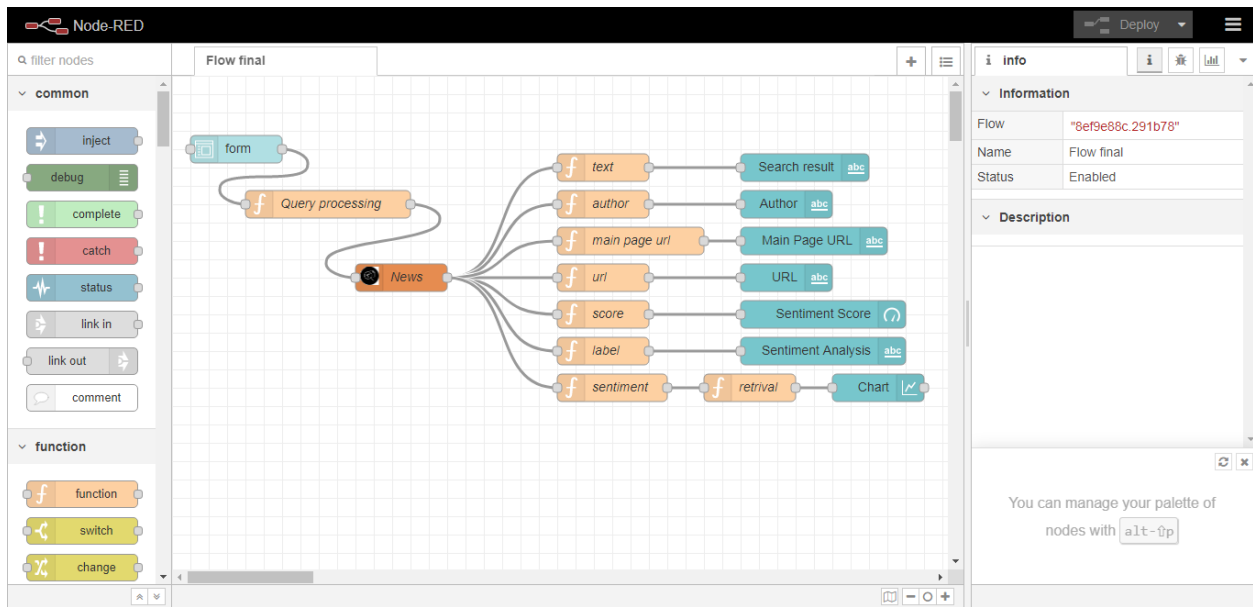 Node-RED
Deploy
filter nodes
Flow final
i info
i
common
inject
debug
complete
catch
status
link in
link out
comment
function
function
switch
change
form
Query processing
News
text
author
main page url
url
score
label
sentiment
retrival
Search result abc
Author abc
Main Page URL abc
URL abc
Sentiment Score
Sentiment Analysis abc
Chart
Information
Flow "8ef9e88c.291b78"
Name Flow final
Status Enabled
Description
You can manage your palette of
nodes with alt-⇧p